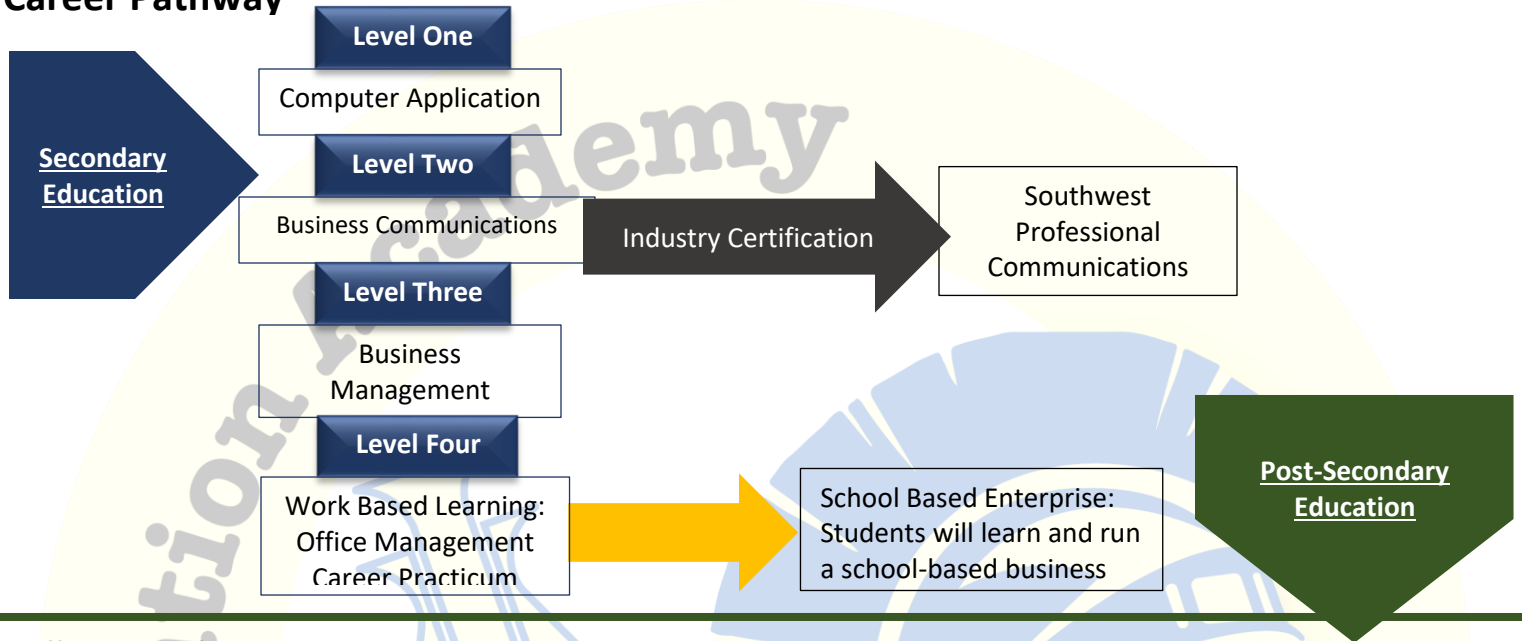 Career Pathway
Level One
Computer Application
Secondary
Education
Level Two
Business Communications
Industry Certification
Southwest
Professional
Communications
Level Three
Business
Management
Level Four
Work Based Learning:
Office Management
Career Practicum
School Based Enterprise:
Students will learn and run
a school-based business
Post-Secondary
Education
Academy